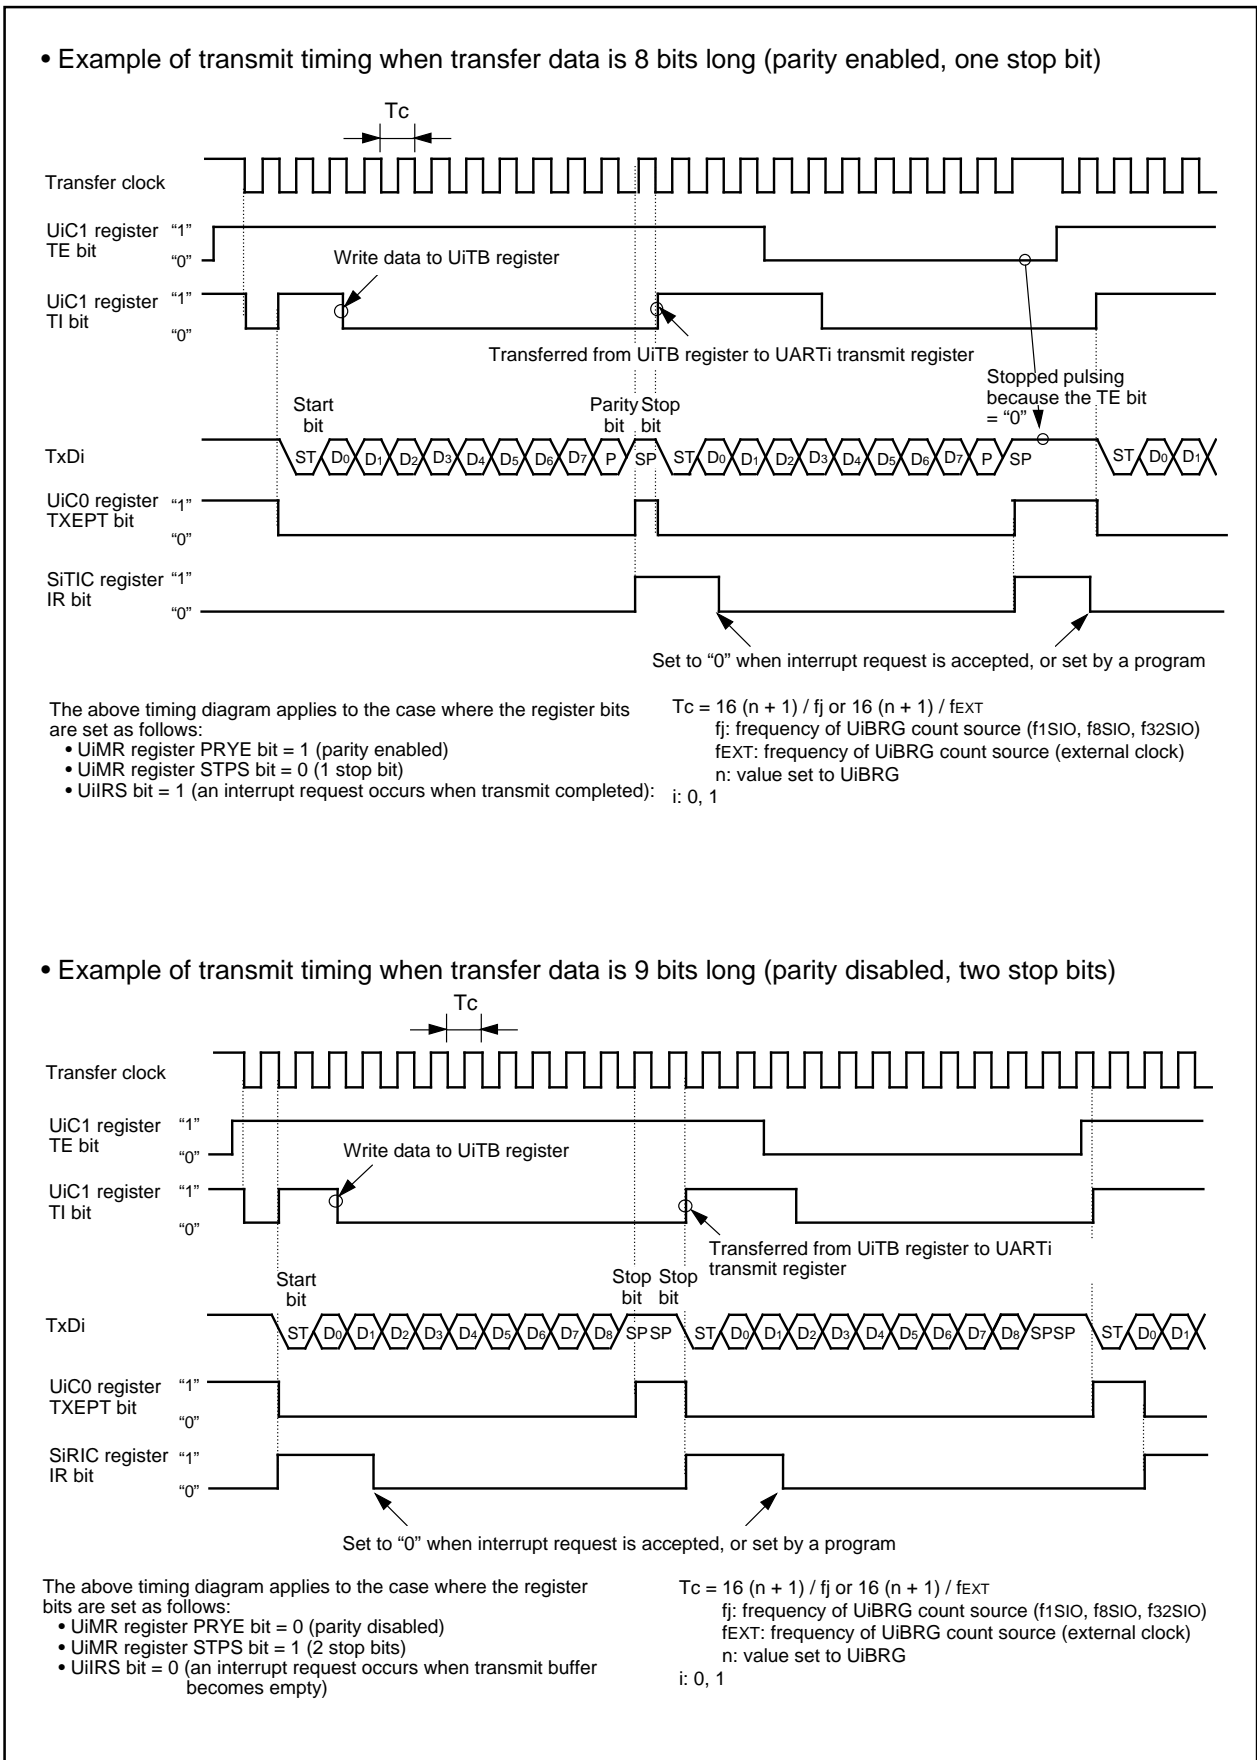 • Example of transmit timing when transfer data is 8 bits long (parity enabled, one stop bit)
Tc
Transfer clock
UiC1 register
TE bit
“1”
“0”
Write data to UiTB register
UiC1 register
TI bit
“1”
“0”
Transferred from UiTB register to UARTi transmit register
Stopped pulsing
because the TE bit
= “0”
Start
bit
Parity
bit
Stop
bit
TxDi
ST D0 D1 D2 D3 D4 D5 D6 D7 P SP ST D0 D1 D2 D3 D4 D5 D6 D7 P SP ST D0 D1
UiC0 register
TXEPT bit
“1”
“0”
SiTIC register
IR bit
“1”
“0”
Set to “0” when interrupt request is accepted, or set by a program
The above timing diagram applies to the case where the register bits
are set as follows:
• UiMR register PRYE bit = 1 (parity enabled)
• UiMR register STPS bit = 0 (1 stop bit)
• UiIRS bit = 1 (an interrupt request occurs when transmit completed):
Tc = 16 (n + 1) / fj or 16 (n + 1) / fEXT
fj: frequency of UiBRG count source (f1SIO, f8SIO, f32SIO)
fEXT: frequency of UiBRG count source (external clock)
n: value set to UiBRG
i: 0, 1
• Example of transmit timing when transfer data is 9 bits long (parity disabled, two stop bits)
Tc
Transfer clock
UiC1 register
TE bit
“1”
“0”
Write data to UiTB register
UiC1 register
TI bit
“1”
“0”
Transferred from UiTB register to UARTi
transmit register
Start
bit
Stop
bit
Stop
bit
TxDi
ST D0 D1 D2 D3 D4 D5 D6 D7 D8 SP SP ST D0 D1 D2 D3 D4 D5 D6 D7 D8 SPSP ST D0 D1
UiC0 register
TXEPT bit
“1”
“0”
SiRIC register
IR bit
“1”
“0”
Set to “0” when interrupt request is accepted, or set by a program
The above timing diagram applies to the case where the register
bits are set as follows:
• UiMR register PRYE bit = 0 (parity disabled)
• UiMR register STPS bit = 1 (2 stop bits)
• UiIRS bit = 0 (an interrupt request occurs when transmit buffer
becomes empty)
Tc = 16 (n + 1) / fj or 16 (n + 1) / fEXT
fj: frequency of UiBRG count source (f1SIO, f8SIO, f32SIO)
fEXT: frequency of UiBRG count source (external clock)
n: value set to UiBRG
i: 0, 1